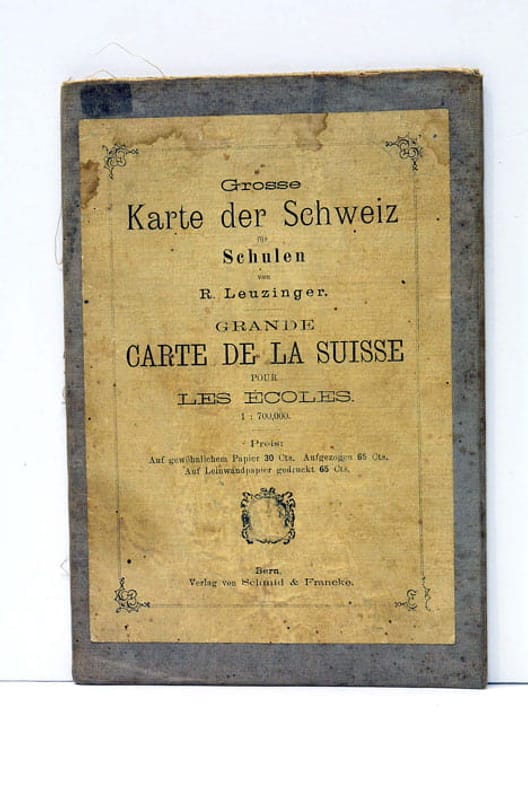 Grosse
Karte der Schweiz
für
Schulen
von
R. Leuzinger.
GRANDE
CARTE DE LA SUISSE
POUR
LES ÉCOLES.
1 : 700,000.
Preis:
Auf gewöhnlichem Papier 30 Cts. Aufgezogen 65 Cts.
Auf Leinwandpapier gedruckt 65 Cts.
Bern.
Verlag von Schmid & Francke.